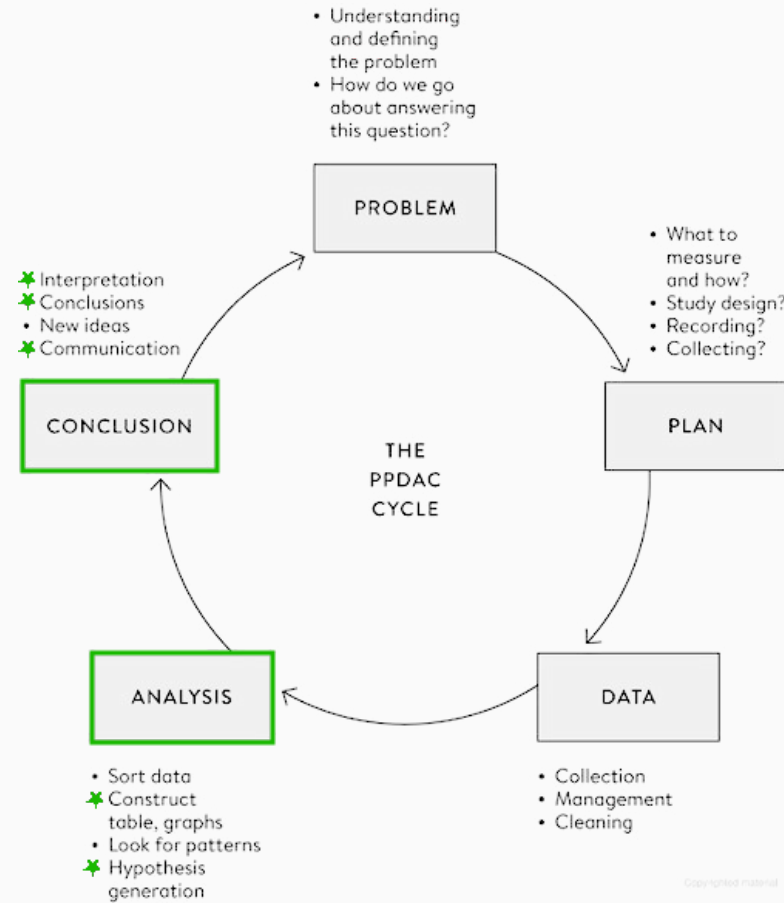 • Understanding
and defining
the problem
• How do we go
about answering
this question?
PROBLEM
• What to
measure
and how?
• Study design?
• Recording?
• Collecting?
PLAN
Interpretation
Conclusions
• New ideas
Communication
CONCLUSION
THE
PPDAC
CYCLE
ANALYSIS
• Sort data
Construct
table, graphs
• Look for patterns
Hypothesis
generation
DATA
• Collection
• Management
• Cleaning
Copyrighted material